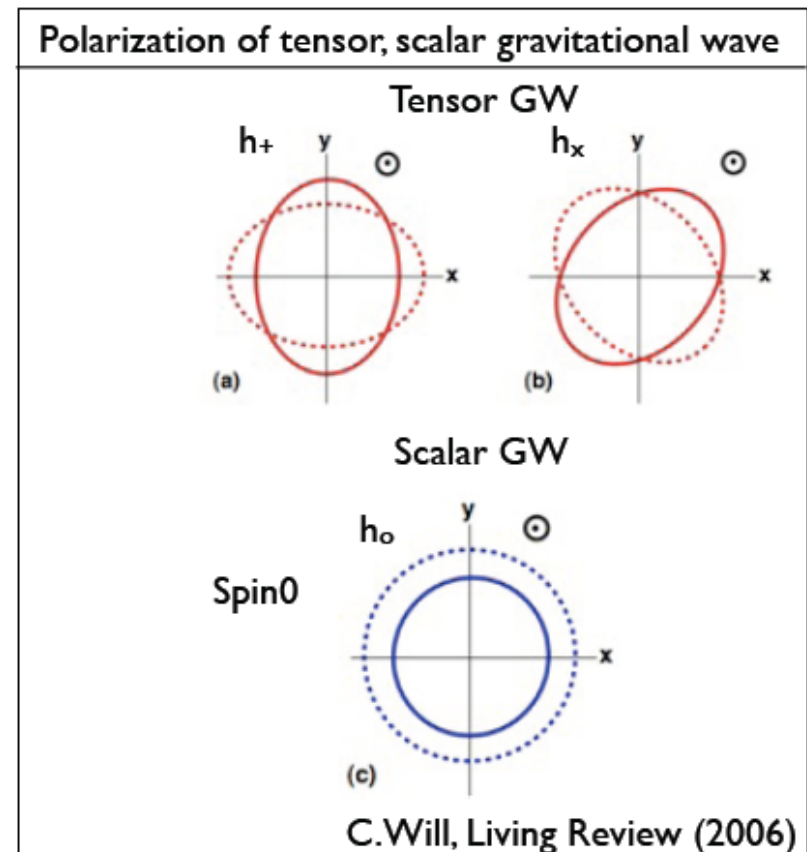 Polarization of tensor, scalar gravitational wave
Tensor GW
h+ y
hx y
x
x
(a)
(b)
Scalar GW
ho y
Spin0
x
(c)
C.Will, Living Review (2006)